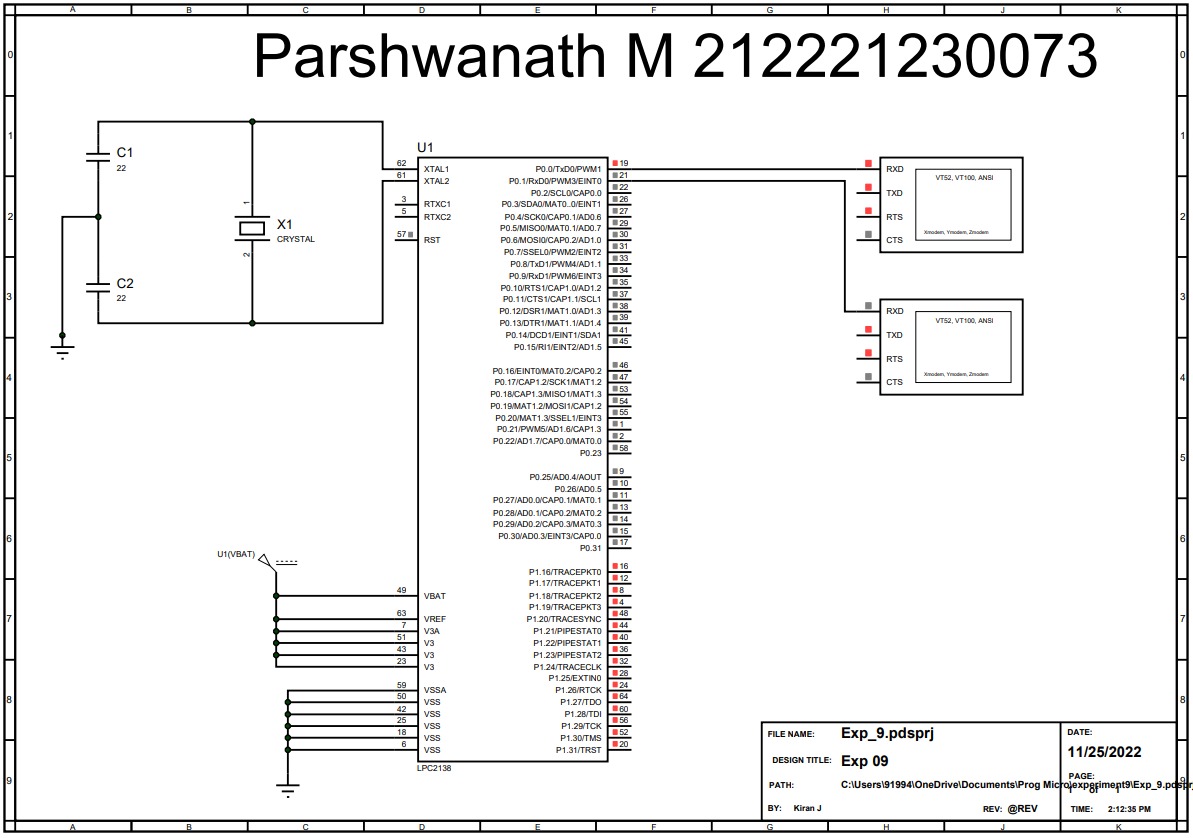 A B C D E F G H J K
0 0
Parshwanath M 212221230073
1 1
2 2
3 3
4 4
5 5
6 6
7 7
8 8
9 9
C1
22
C2
22
1
X1
CRYSTAL
2
U1
62 XTAL1
61 XTAL2
3 RTXC1
5 RTXC2
57 RST
P0.0/TxD0/PWM1 19
P0.1/RxD0/PWM3/EINT0 21
P0.2/SCL0/CAP0.0 22
P0.3/SDA0/MAT0..0/EINT1 26
P0.4/SCK0/CAP0.1/AD0.6 27
P0.5/MISO0/MAT0.1/AD0.7 29
P0.6/MOSI0/CAP0.2/AD1.0 30
P0.7/SSEL0/PWM2/EINT2 31
P0.8/TxD1/PWM4/AD1.1 33
P0.9/RxD1/PWM6/EINT3 34
P0.10/RTS1/CAP1.0/AD1.2 35
P0.11/CTS1/CAP1.1/SCL1 37
P0.12/DSR1/MAT1.0/AD1.3 38
P0.13/DTR1/MAT1.1/AD1.4 39
P0.14/DCD1/EINT1/SDA1 41
P0.15/RI1/EINT2/AD1.5 45
P0.16/EINT0/MAT0.2/CAP0.2 46
P0.17/CAP1.2/SCK1/MAT1.2 47
P0.18/CAP1.3/MISO1/MAT1.3 53
P0.19/MAT1.2/MOSI1/CAP1.2 54
P0.20/MAT1.3/SSEL1/EINT3 55
P0.21/PWM5/AD1.6/CAP1.3 1
P0.22/AD1.7/CAP0.0/MAT0.0 2
P0.23 58
P0.25/AD0.4/AOUT 9
P0.26/AD0.5 10
P0.27/AD0.0/CAP0.1/MAT0.1 11
P0.28/AD0.1/CAP0.2/MAT0.2 13
P0.29/AD0.2/CAP0.3/MAT0.3 14
P0.30/AD0.3/EINT3/CAP0.0 15
P0.31 17
P1.16/TRACEPKT0 16
P1.17/TRACEPKT1 12
P1.18/TRACEPKT2 8
P1.19/TRACEPKT3 4
P1.20/TRACESYNC 48
P1.21/PIPESTAT0 44
P1.22/PIPESTAT1 40
P1.23/PIPESTAT2 36
P1.24/TRACECLK 32
P1.25/EXTIN0 28
P1.26/RTCK 24
P1.27/TDO 64
P1.28/TDI 60
P1.29/TCK 56
P1.30/TMS 52
P1.31/TRST 20
U1(VBAT)
49 VBAT
63 VREF
7 V3A
51 V3
43 V3
23 V3
59 VSSA
50 VSS
42 VSS
25 VSS
18 VSS
6 VSS
LPC2138
RXD
TXD
RTS
CTS
VT52, VT100, ANSI
Xmodem, Ymodem, Zmodem
RXD
TXD
RTS
CTS
VT52, VT100, ANSI
Xmodem, Ymodem, Zmodem
FILE NAME: Exp_9.pdsprj
DESIGN TITLE: Exp 09
PATH: C:\Users\91994\OneDrive\Documents\Prog Micro\experiment9\Exp_9.pdsprj
BY: Kiran J REV: @REV
DATE:
11/25/2022
PAGE:
1 of 1
TIME: 2:12:35 PM
A B C D E F G H J K